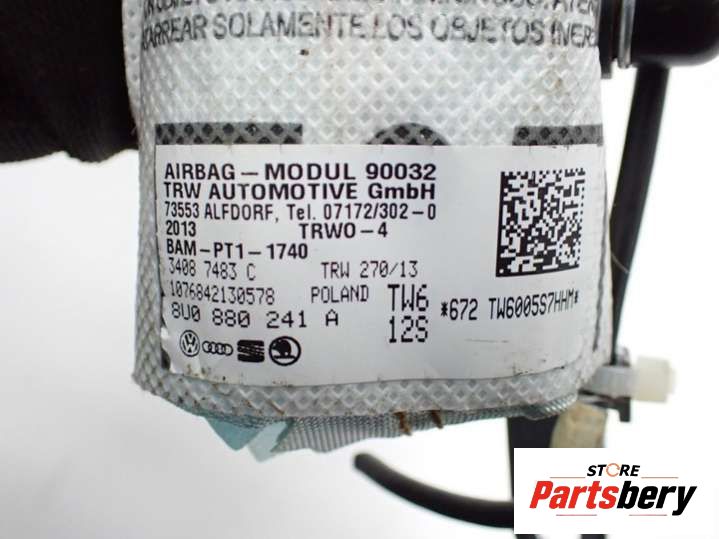 ARREAR SOLAMENTE LOS OBJETOS INVER
AIRBAG - MODUL 90032
TRW AUTOMOTIVE GmbH
73553 ALFDORF, Tel. 07172/302-0
2013 TRWO-4
BAM-PT1-1740
3408 7483 C TRW 270/13
1076842130578 POLAND TW6
8U0 880 241 A 12S
*672 TW6005S7HHM*
STORE
Partsbery